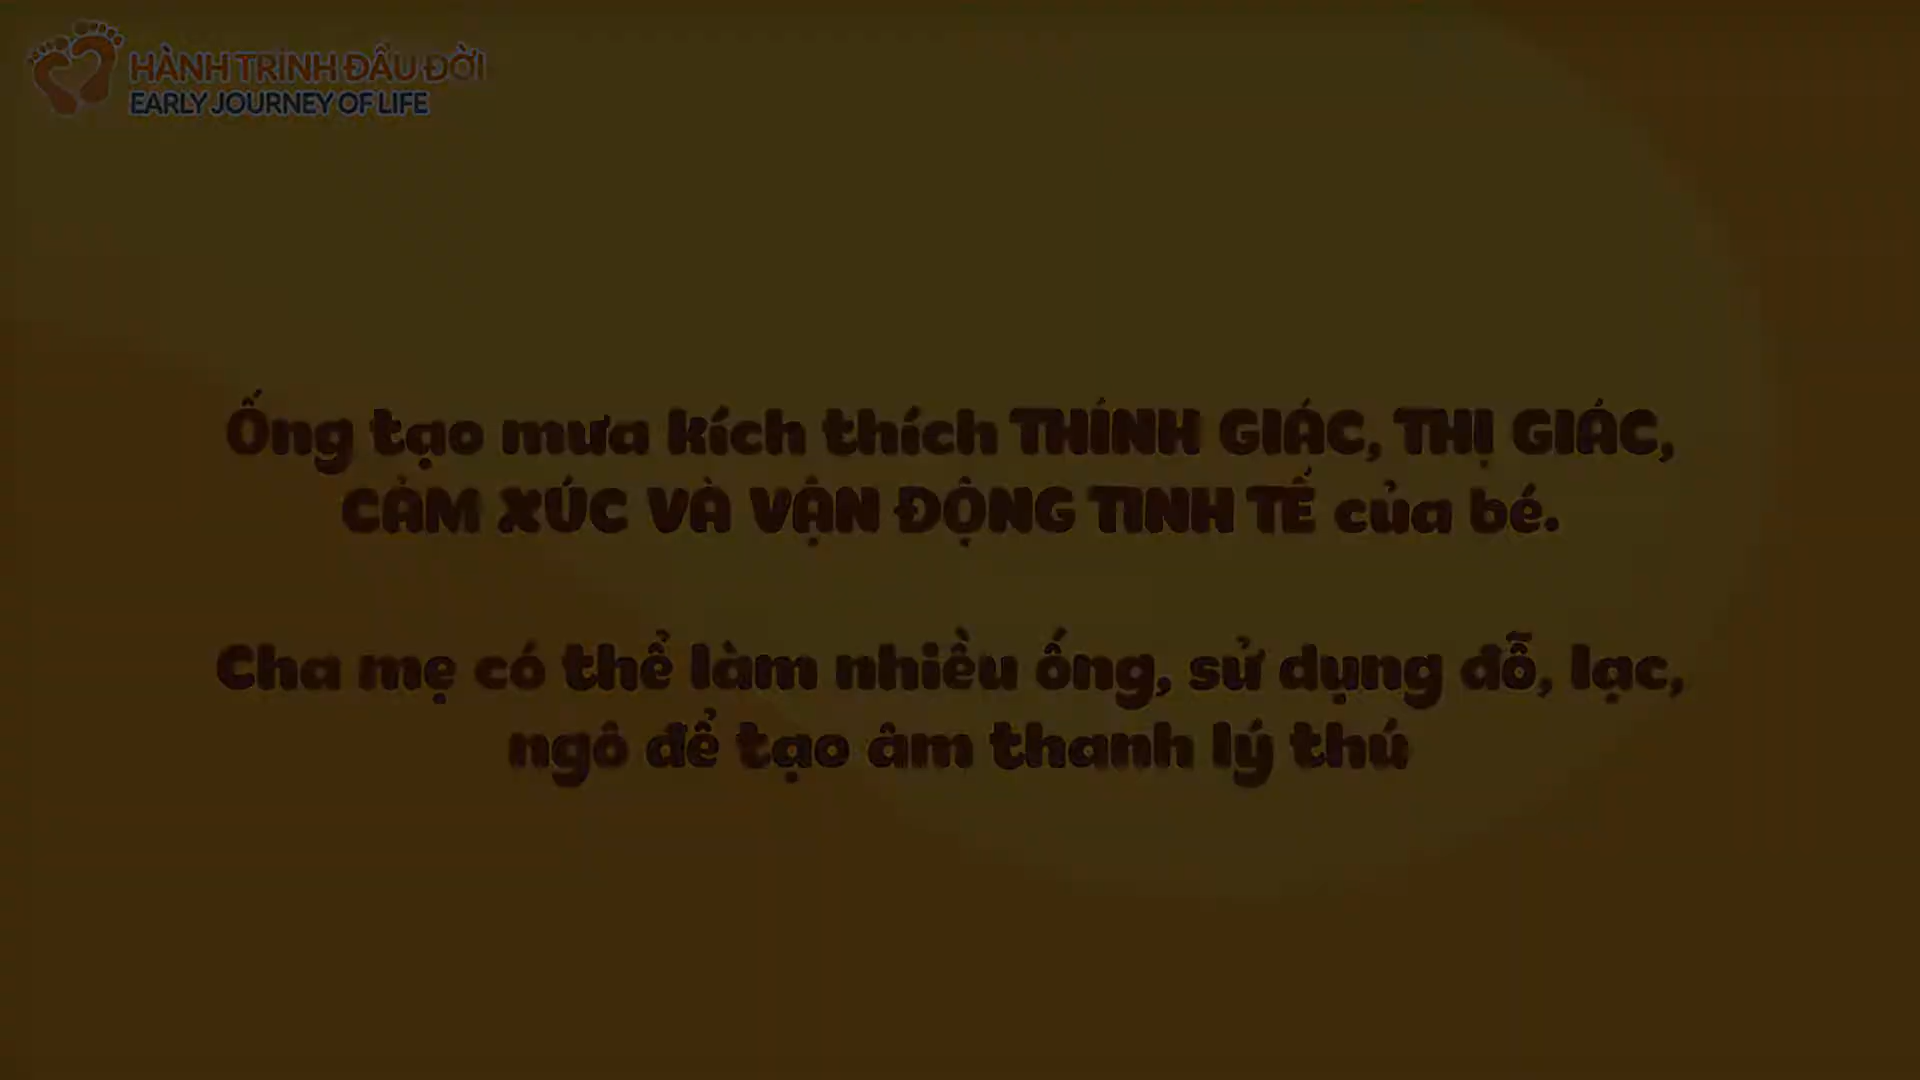 HÀNH TRÌNH ĐẦU ĐỜI
EARLY JOURNEY OF LIFE
Ống tạo mưa kích thích THÍNH GIÁC, THỊ GIÁC,
CẢM XÚC VÀ VẬN ĐỘNG TINH TẾ của bé.
Cha mẹ có thể làm nhiều ống, sử dụng đỗ, lạc,
ngô để tạo âm thanh lý thú